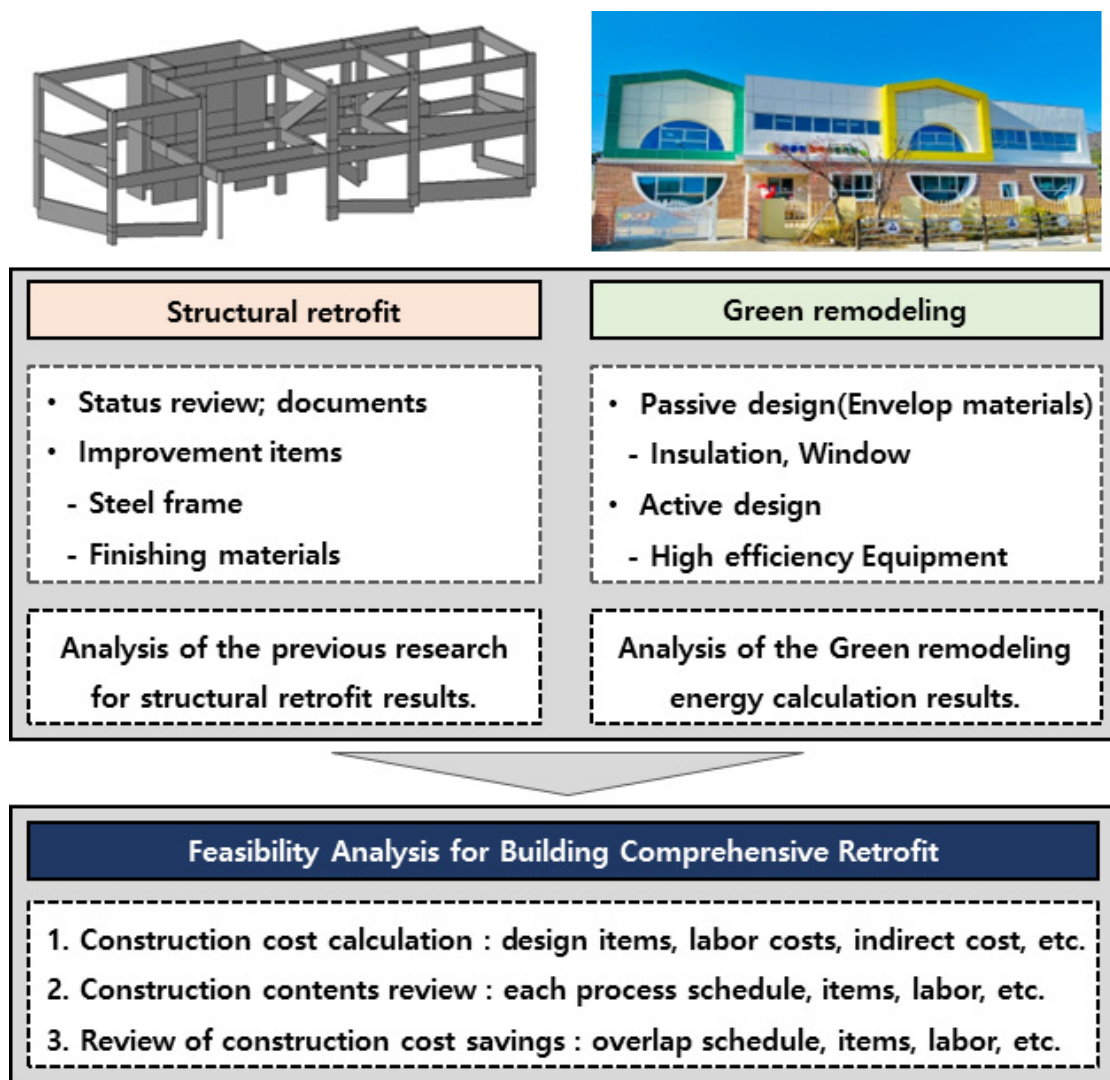 Structural retrofit
• Status review; documents
• Improvement items
- Steel frame
- Finishing materials
Analysis of the previous research
for structural retrofit results.
Green remodeling
• Passive design(Envelop materials)
- Insulation, Window
• Active design
- High efficiency Equipment
Analysis of the Green remodeling
energy calculation results.
Feasibility Analysis for Building Comprehensive Retrofit
1. Construction cost calculation : design items, labor costs, indirect cost, etc.
2. Construction contents review : each process schedule, items, labor, etc.
3. Review of construction cost savings : overlap schedule, items, labor, etc.